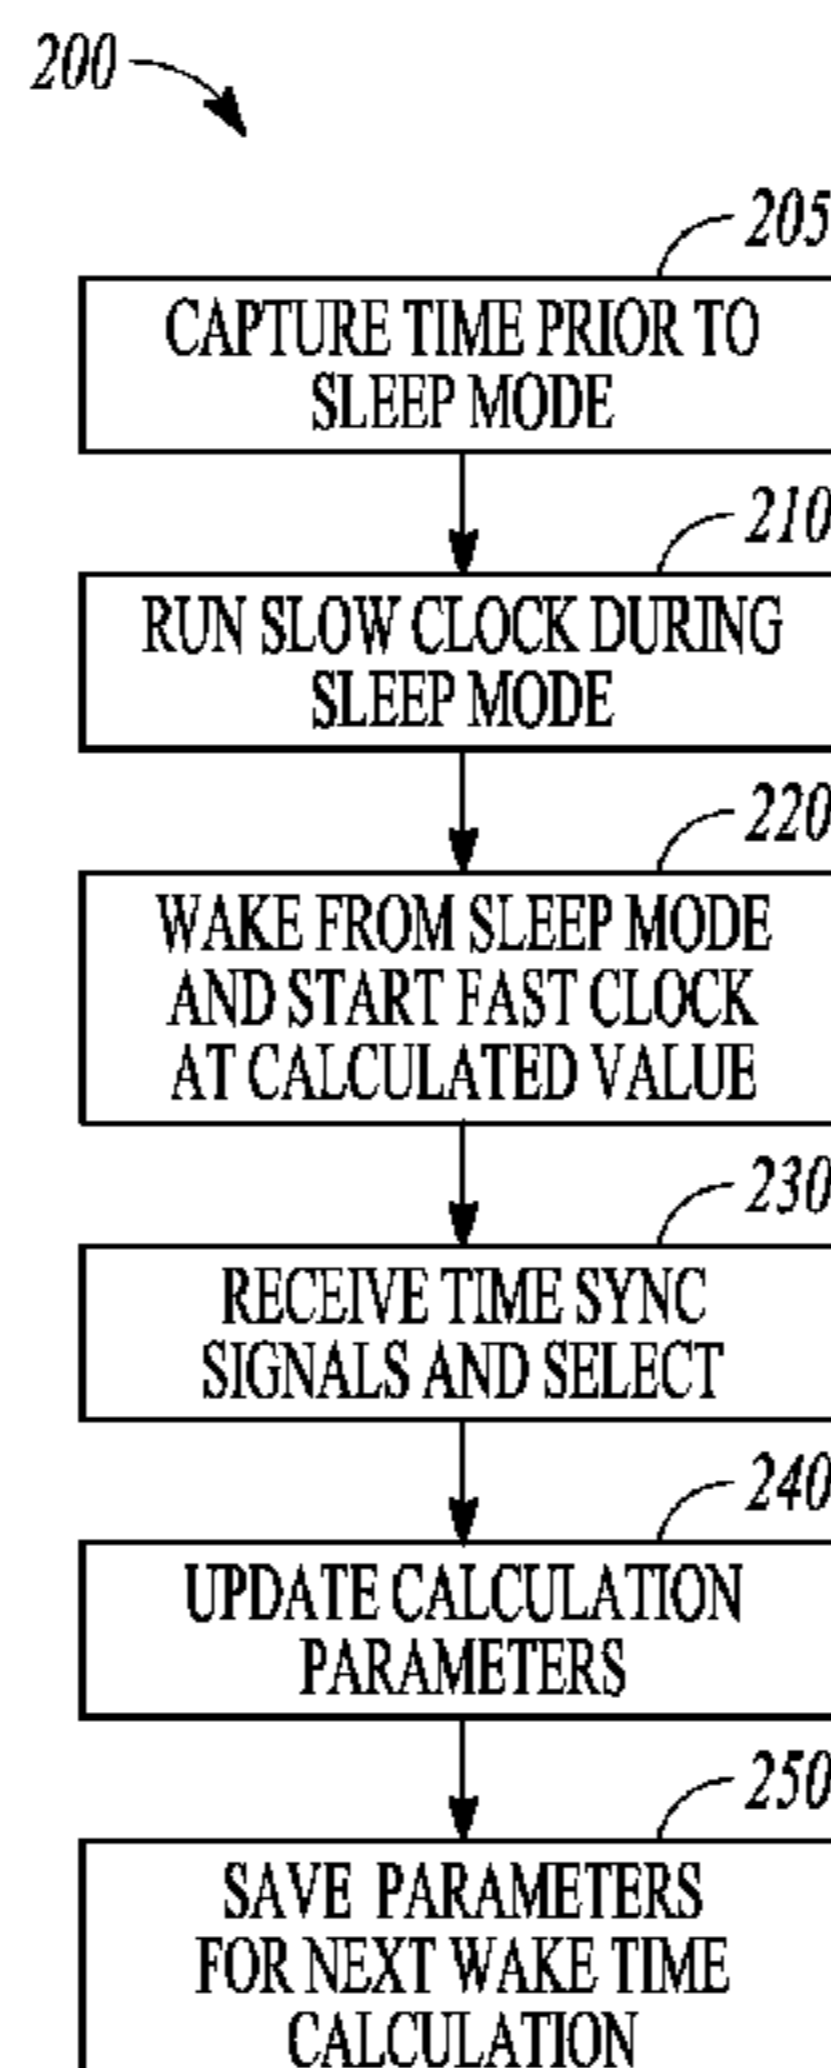 200
205
CAPTURE TIME PRIOR TO
SLEEP MODE
210
RUN SLOW CLOCK DURING
SLEEP MODE
220
WAKE FROM SLEEP MODE
AND START FAST CLOCK
AT CALCULATED VALUE
230
RECEIVE TIME SYNC
SIGNALS AND SELECT
240
UPDATE CALCULATION
PARAMETERS
250
SAVE PARAMETERS
FOR NEXT WAKE TIME
CALCULATION